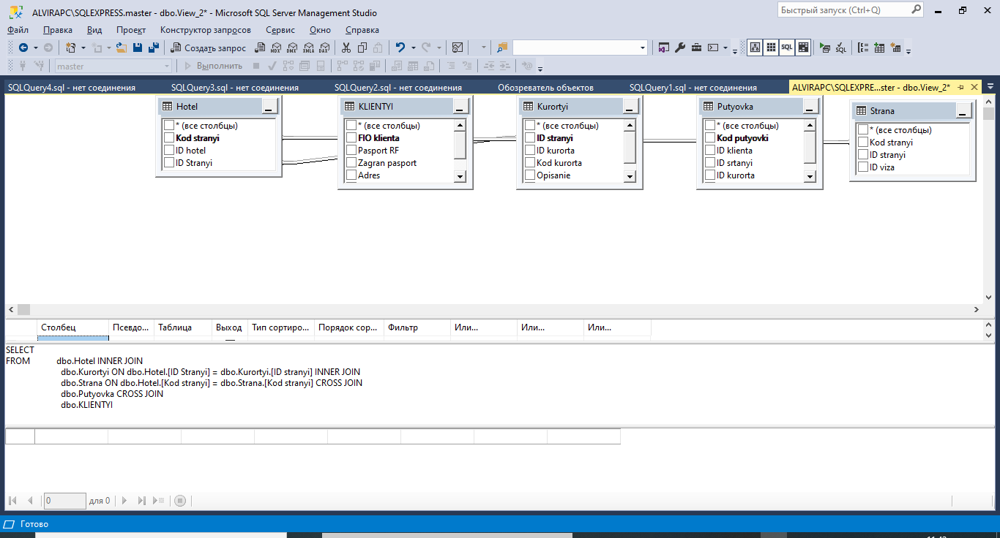 ALVIRAPC\SQLEXPRESS.master - dbo.View_2* - Microsoft SQL Server Management Studio
Быстрый запуск (Ctrl+Q)
Файл Правка Вид Проект Конструктор запросов Сервис Окно Справка
Создать запрос MDX DMX XMLA DAX SQL SQL
master Выполнить
SQLQuery4.sql - нет соединения SQLQuery3.sql - нет соединения SQLQuery2.sql - нет соединения Обозреватель объектов SQLQuery1.sql - нет соединения ALVIRAPC\SQLEXPRE...ster - dbo.View_2*
Hotel
* (все столбцы)
Kod stranyi
ID hotel
ID Stranyi
KLIENTYI
* (все столбцы)
FIO klienta
Pasport RF
Zagran pasport
Adres
Kurortyi
* (все столбцы)
ID stranyi
ID kurorta
Kod kurorta
Opisanie
Putyovka
* (все столбцы)
Kod putyovki
ID klienta
ID srtanyi
ID kurorta
Strana
* (все столбцы)
Kod stranyi
ID stranyi
ID viza
Столбец Псевдо... Таблица Выход Тип сортиро... Порядок сор... Фильтр Или... Или... Или...
SELECT
FROM dbo.Hotel INNER JOIN
dbo.Kurortyi ON dbo.Hotel.[ID Stranyi] = dbo.Kurortyi.[ID stranyi] INNER JOIN
dbo.Strana ON dbo.Hotel.[Kod stranyi] = dbo.Strana.[Kod stranyi] CROSS JOIN
dbo.Putyovka CROSS JOIN
dbo.KLIENTYI
0 для 0
Готово